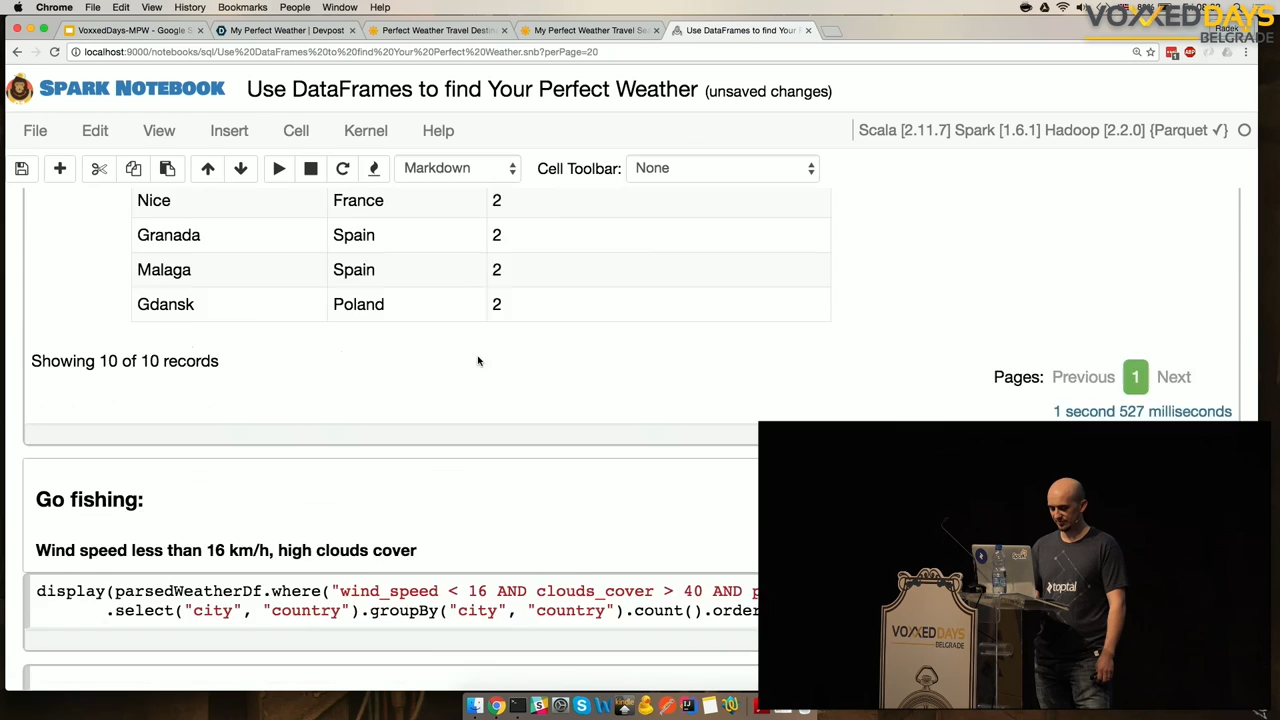 Chrome File Edit View History Bookmarks People Window Help
VOXXEDDAYS
BELGRADE
VoxxedDays-MPW - Google S
My Perfect Weather | Devpost
Perfect Weather Travel Destin
My Perfect Weather Travel Se
Use DataFrames to find Your P
Radek
localhost:9000/notebooks/sql/Use%20DataFrames%20to%20find%20Your%20Perfect%20Weather.snb?perPage=20
SPARK NOTEBOOK Use DataFrames to find Your Perfect Weather (unsaved changes)
File Edit View Insert Cell Kernel Help Scala [2.11.7] Spark [1.6.1] Hadoop [2.2.0] {Parquet ✓}
Markdown Cell Toolbar: None
Nice France 2
Granada Spain 2
Malaga Spain 2
Gdansk Poland 2
Showing 10 of 10 records
Pages: Previous 1 Next
1 second 527 milliseconds
Go fishing:
Wind speed less than 16 km/h, high clouds cover
display(parsedWeatherDf.where("wind_speed < 16 AND clouds_cover > 40 AND p
.select("city", "country").groupBy("city", "country").count().order
toptal
VOXXEDDAYS
BELGRADE